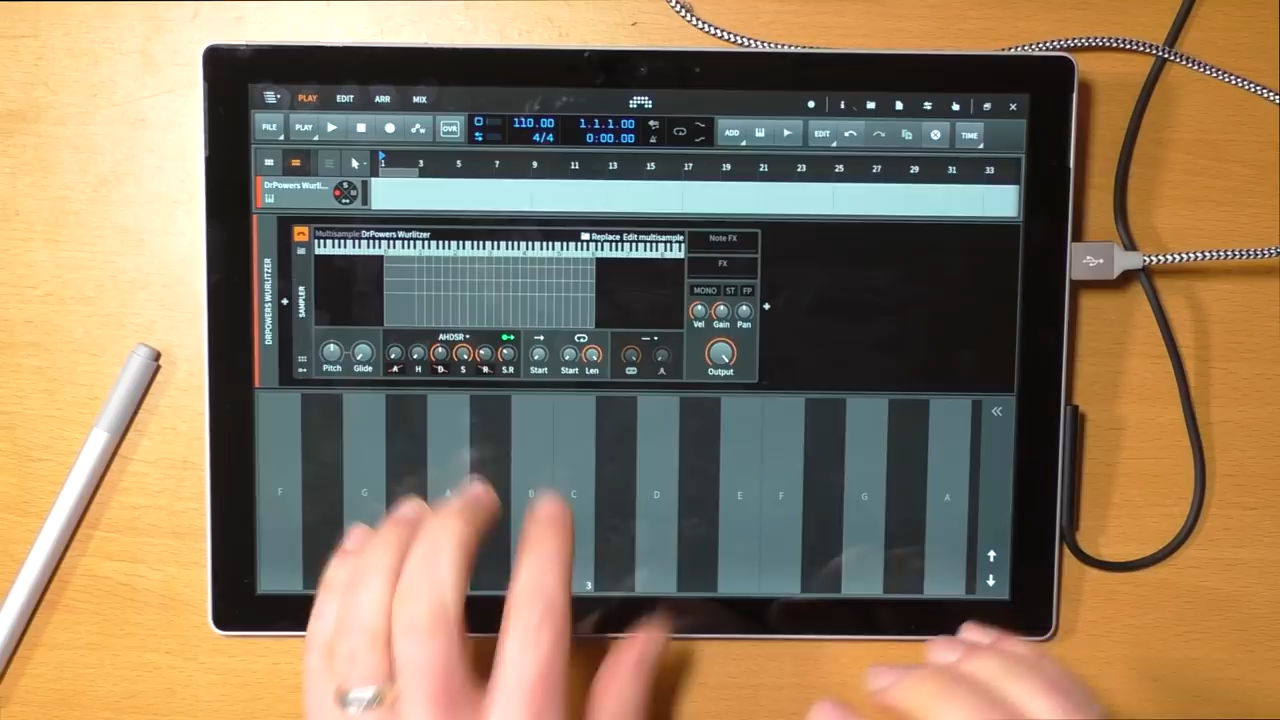 PLAY EDIT ARR MIX
FILE PLAY OVR 110.00 4/4 1.1.1.00 0:00.00 ADD EDIT TIME
1 3 5 7 9 11 13 15 17 19 21 23 25 27 29 31 33
DrPowers Wurli... S M
DRPOWERS WURLITZER
SAMPLER
Multisample: DrPowers Wurlitzer Replace Edit multisample
Note FX
FX
MONO ST FP
Vel Gain Pan
Output
AHDSR
Pitch Glide A H D S R S.R Start Start Len
F G A B C D E F G A
3